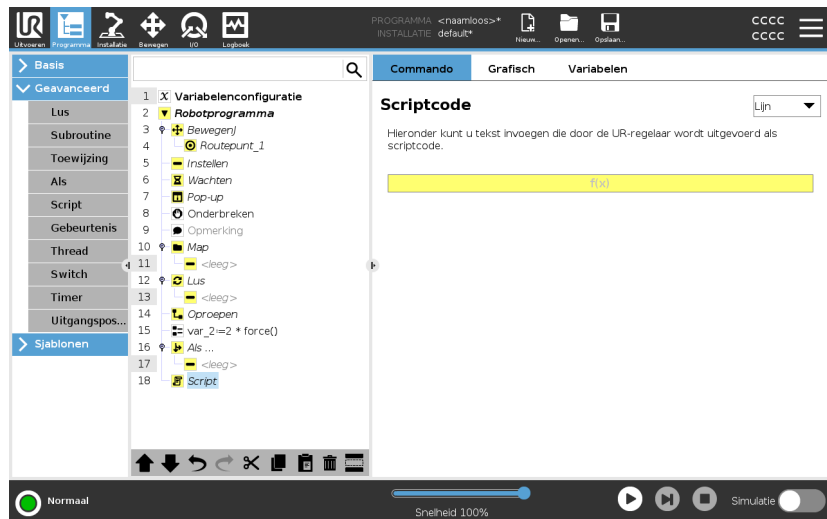 PROGRAMMA <naamloos>*
INSTALLATIE default*
cccc
cccc
Uitvoeren
Programma
Installatie
Bewegen
I/O
Logboek
Nieuw...
Openen...
Opslaan...
Basis
Geavanceerd
Lus
Subroutine
Toewijzing
Als
Script
Gebeurtenis
Thread
Switch
Timer
Uitgangspos...
Sjablonen
1 X Variabelenconfiguratie
2 Robotprogramma
3 BewegenJ
4 Routepunt_1
5 Instellen
6 Wachten
7 Pop-up
8 Onderbreken
9 Opmerking
10 Map
11 <leeg>
12 Lus
13 <leeg>
14 Oproepen
15 var_2≔2 * force()
16 Als ...
17 <leeg>
18 Script
Commando
Grafisch
Variabelen
Scriptcode
Lijn
Hieronder kunt u tekst invoegen die door de UR-regelaar wordt uitgevoerd als
scriptcode.
f(x)
Normaal
Snelheid 100%
Simulatie